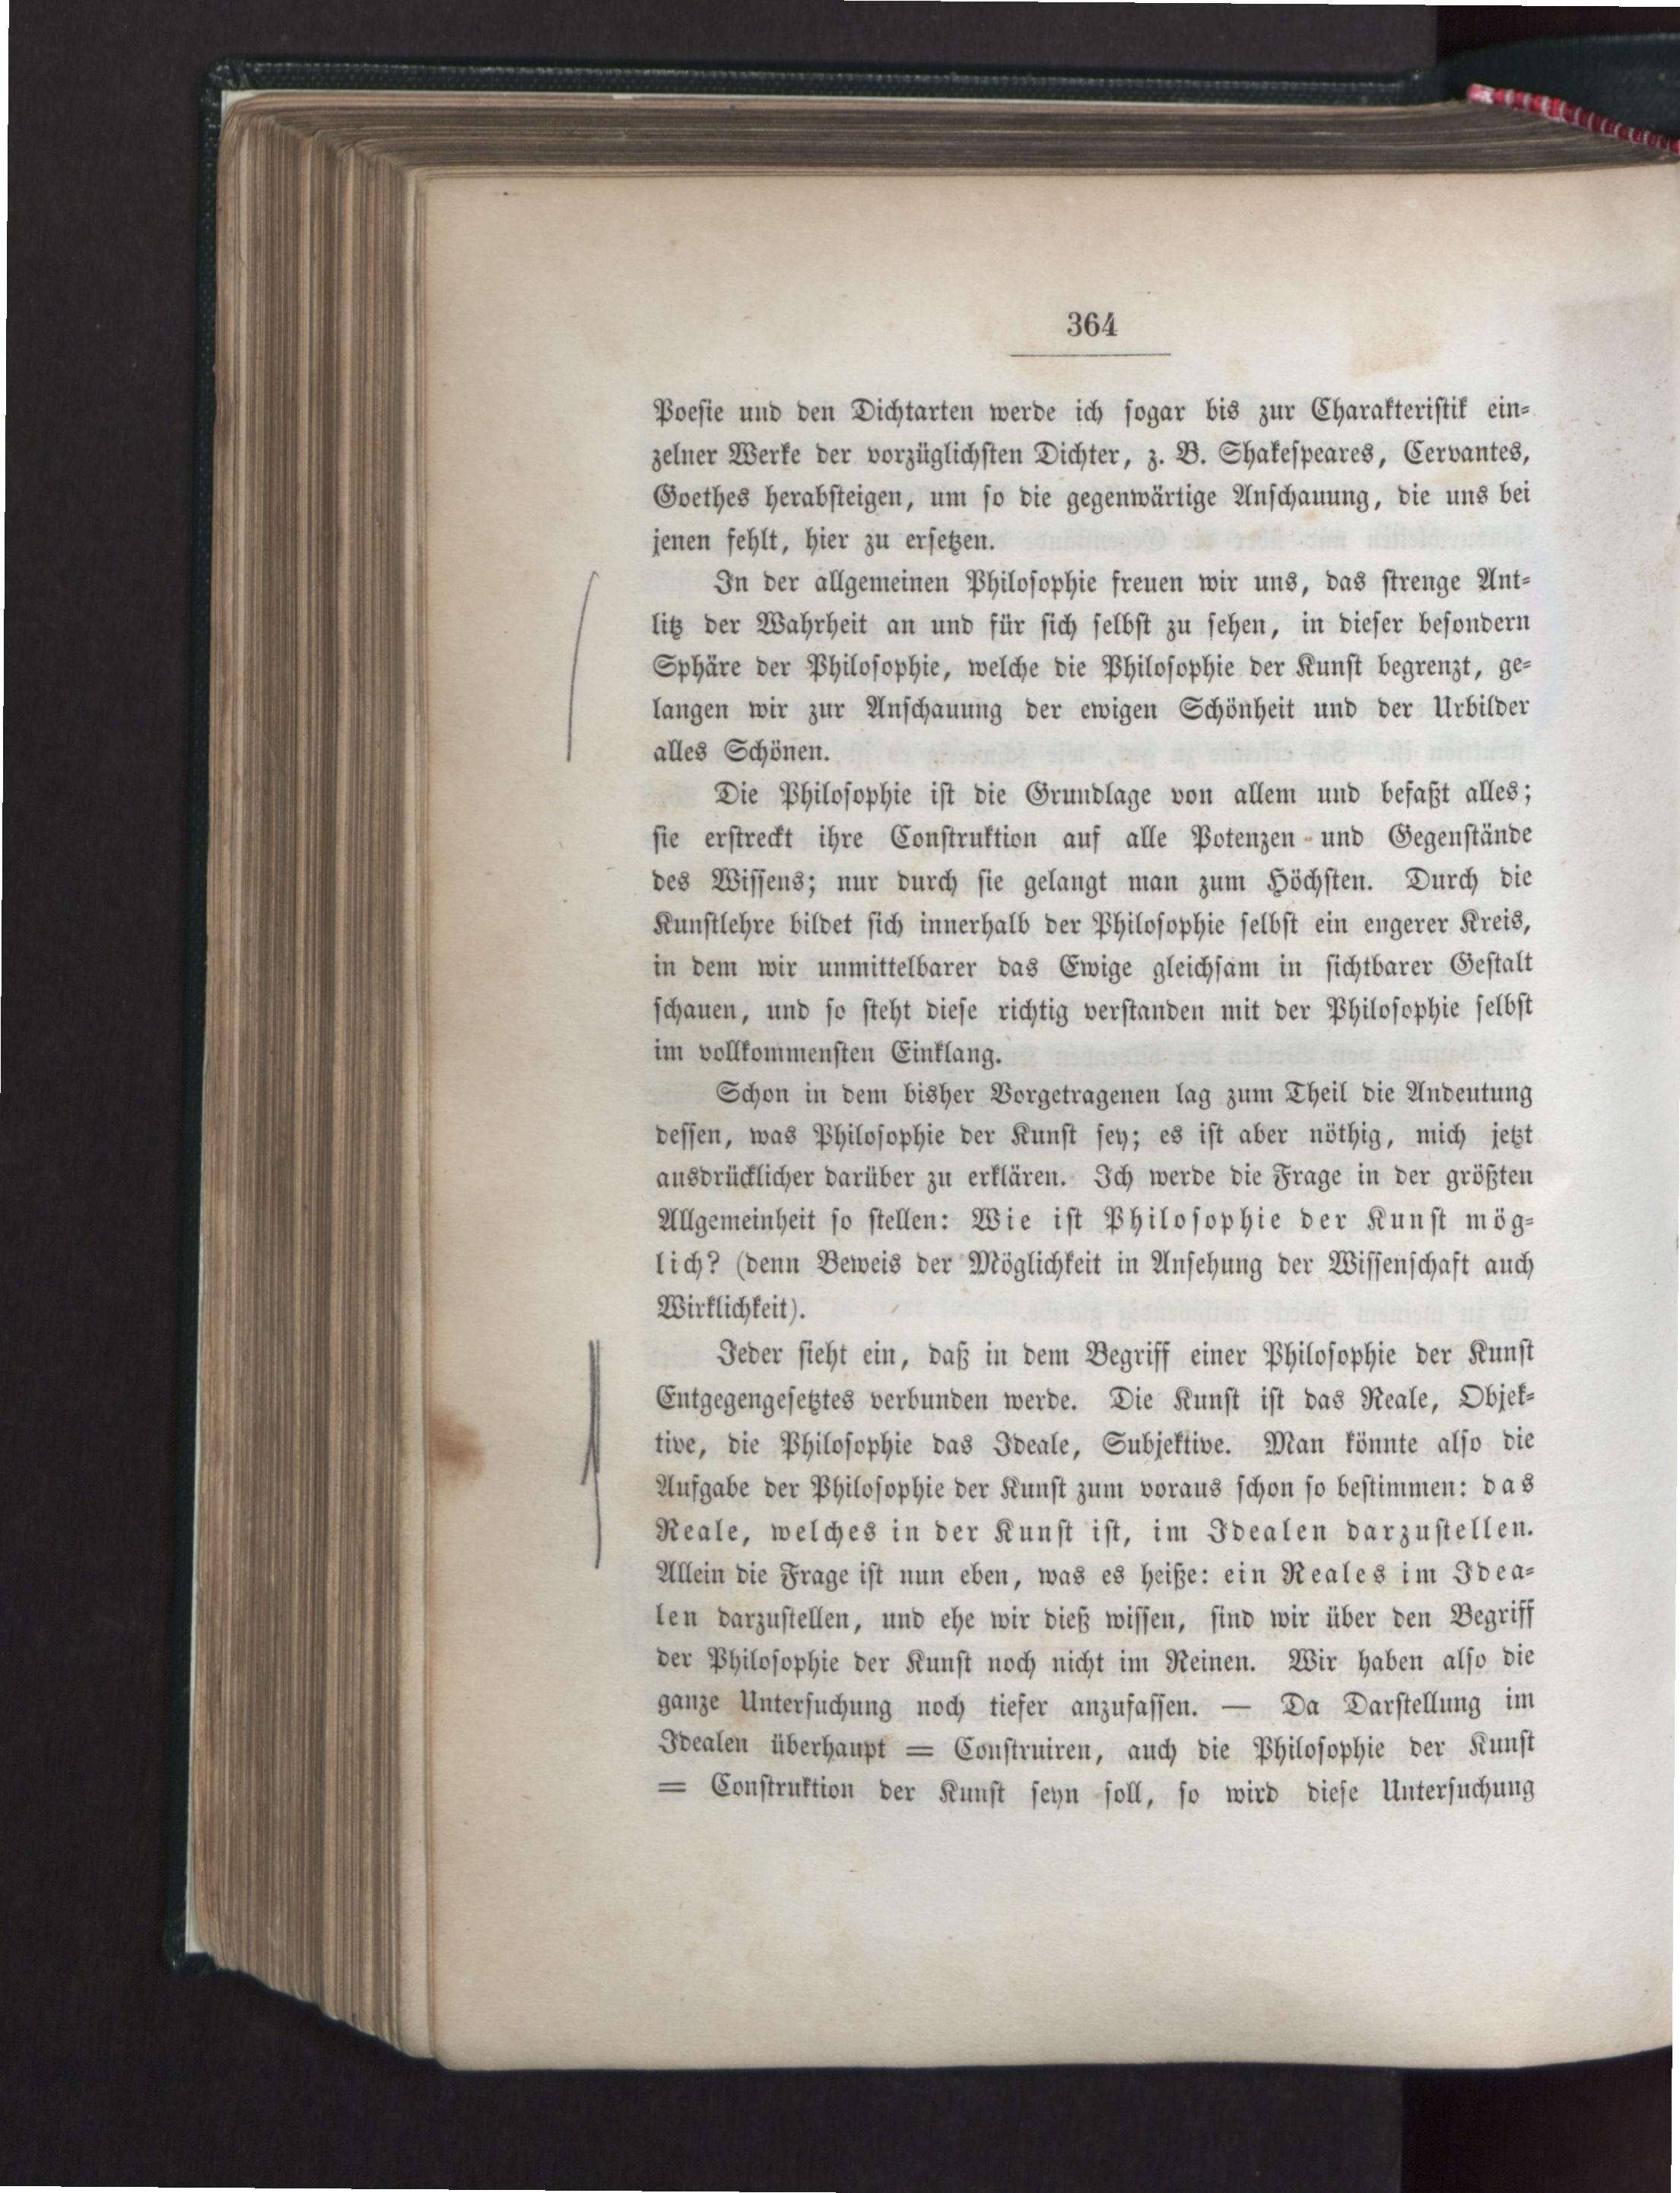 364
Poesie und den Dichtarten werde ich sogar bis zur Charakteristik ein-
zelner Werke der vorzüglichsten Dichter, z. B. Shakespeares, Cervantes,
Goethes herabsteigen, um so die gegenwärtige Anschauung, die uns bei
jenen fehlt, hier zu ersetzen.
In der allgemeinen Philosophie freuen wir uns, das strenge Ant-
litz der Wahrheit an und für sich selbst zu sehen, in dieser besondern
Sphäre der Philosophie, welche die Philosophie der Kunst begrenzt, ge-
langen wir zur Anschauung der ewigen Schönheit und der Urbilder
alles Schönen.
Die Philosophie ist die Grundlage von allem und befaßt alles;
sie erstreckt ihre Construktion auf alle Potenzen und Gegenstände
des Wissens; nur durch sie gelangt man zum Höchsten. Durch die
Kunstlehre bildet sich innerhalb der Philosophie selbst ein engerer Kreis,
in dem wir unmittelbarer das Ewige gleichsam in sichtbarer Gestalt
schauen, und so steht diese richtig verstanden mit der Philosophie selbst
im vollkommensten Einklang.
Schon in dem bisher Vorgetragenen lag zum Theil die Andeutung
dessen, was Philosophie der Kunst sey; es ist aber nöthig, mich jetzt
ausdrücklicher darüber zu erklären. Ich werde die Frage in der größten
Allgemeinheit so stellen: Wie ist Philosophie der Kunst mög-
lich? (denn Beweis der Möglichkeit in Ansehung der Wissenschaft auch
Wirklichkeit).
Jeder sieht ein, daß in dem Begriff einer Philosophie der Kunst
Entgegengesetztes verbunden werde. Die Kunst ist das Reale, Objek-
tive, die Philosophie das Ideale, Subjektive. Man könnte also die
Aufgabe der Philosophie der Kunst zum voraus schon so bestimmen: das
Reale, welches in der Kunst ist, im Idealen darzustellen.
Allein die Frage ist nun eben, was es heiße: ein Reales im Idea-
len darzustellen, und ehe wir dieß wissen, sind wir über den Begriff
der Philosophie der Kunst noch nicht im Reinen. Wir haben also die
ganze Untersuchung noch tiefer anzufassen. — Da Darstellung im
Idealen überhaupt = Construiren, auch die Philosophie der Kunst
= Construktion der Kunst seyn soll, so wird diese Untersuchung